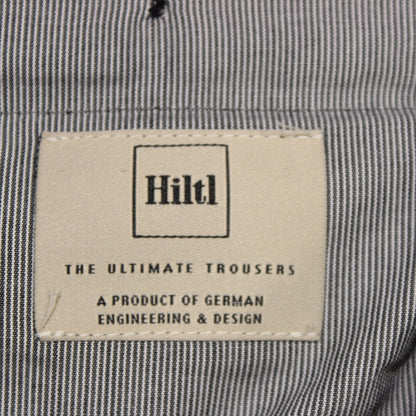 Hiltl
THE ULTIMATE TROUSERS
A PRODUCT OF GERMAN
ENGINEERING & DESIGN